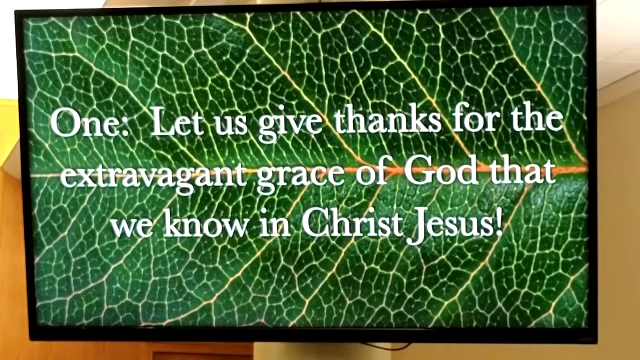 One: Let us give thanks for the
extravagant grace of God that
we know in Christ Jesus!